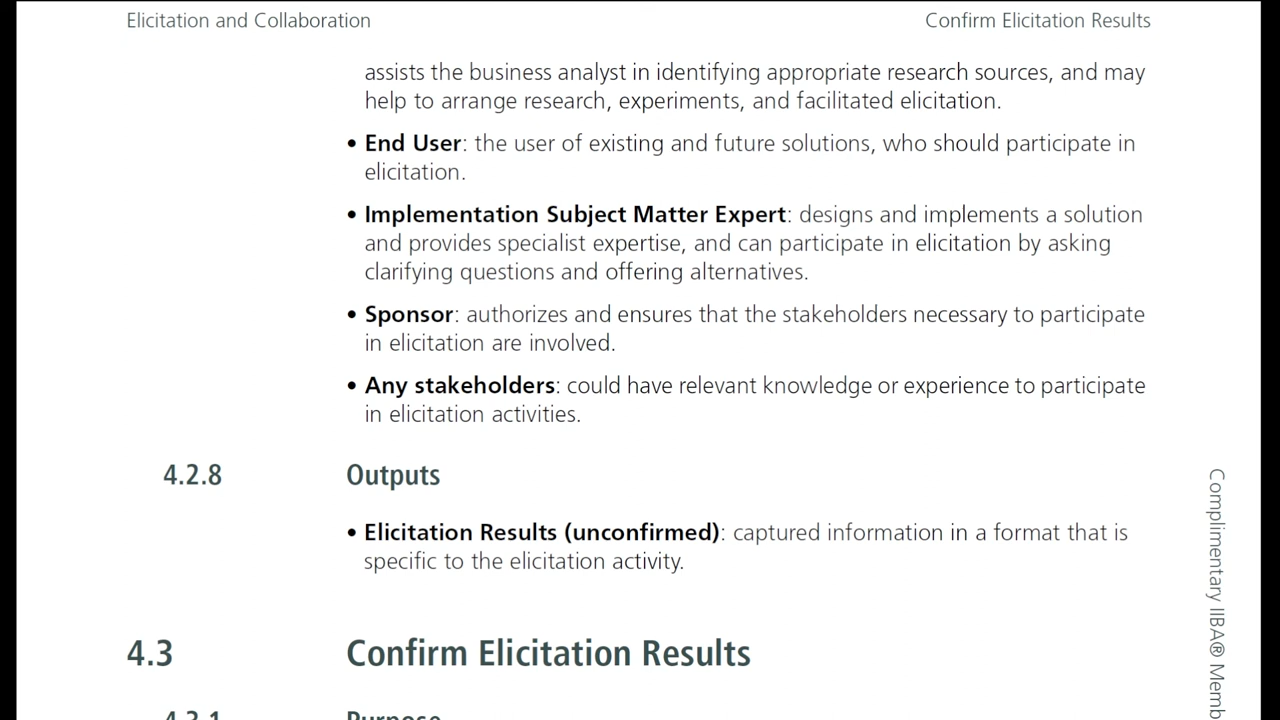 Elicitation and Collaboration
Confirm Elicitation Results
assists the business analyst in identifying appropriate research sources, and may
help to arrange research, experiments, and facilitated elicitation.
• End User: the user of existing and future solutions, who should participate in
elicitation.
• Implementation Subject Matter Expert: designs and implements a solution
and provides specialist expertise, and can participate in elicitation by asking
clarifying questions and offering alternatives.
• Sponsor: authorizes and ensures that the stakeholders necessary to participate
in elicitation are involved.
• Any stakeholders: could have relevant knowledge or experience to participate
in elicitation activities.
4.2.8 Outputs
• Elicitation Results (unconfirmed): captured information in a format that is
specific to the elicitation activity.
4.3 Confirm Elicitation Results
4.3.1 Purpose
Complimentary IIBA® Memb